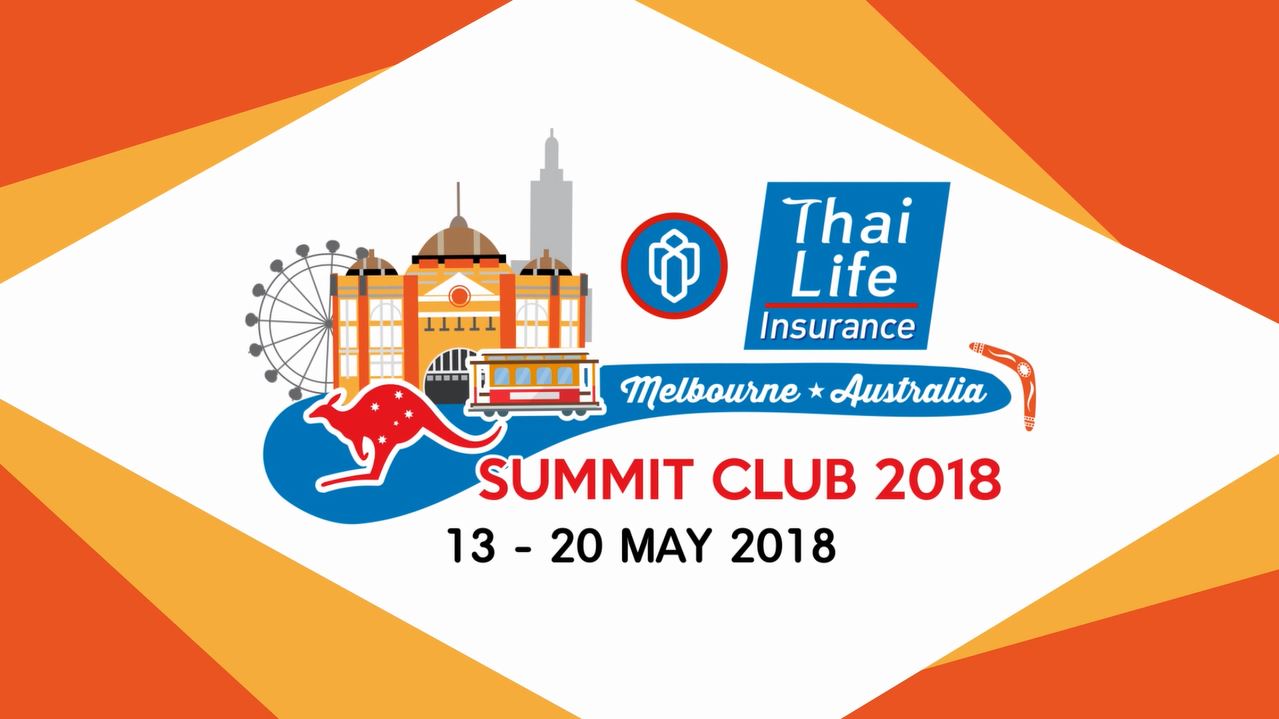 Thai
Life
Insurance
Melbourne ★ Australia
SUMMIT CLUB 2018
13 - 20 MAY 2018